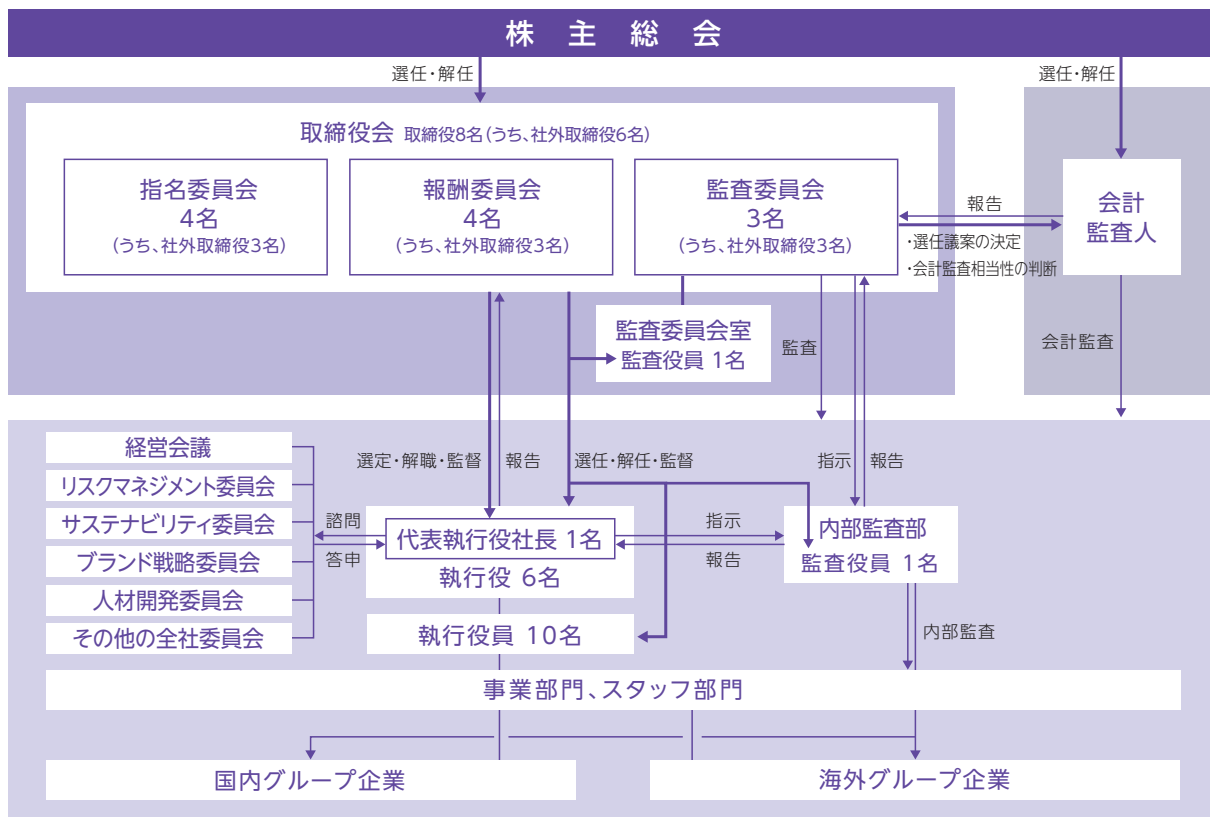 株主総会
選任・解任
選任・解任
取締役会 取締役8名(うち、社外取締役6名)
指名委員会
4名
(うち、社外取締役3名)
報酬委員会
4名
(うち、社外取締役3名)
監査委員会
3名
(うち、社外取締役3名)
報告
・選任議案の決定
・会計監査相当性の判断
会計
監査人
監査委員会室
監査役員 1名
監査
会計監査
経営会議
リスクマネジメント委員会
サステナビリティ委員会
ブランド戦略委員会
人材開発委員会
その他の全社委員会
諮問
答申
選定・解職・監督
報告
選任・解任・監督
指示
報告
代表執行役社長 1名
執行役 6名
執行役員 10名
指示
報告
内部監査部
監査役員 1名
内部監査
事業部門、スタッフ部門
国内グループ企業
海外グループ企業